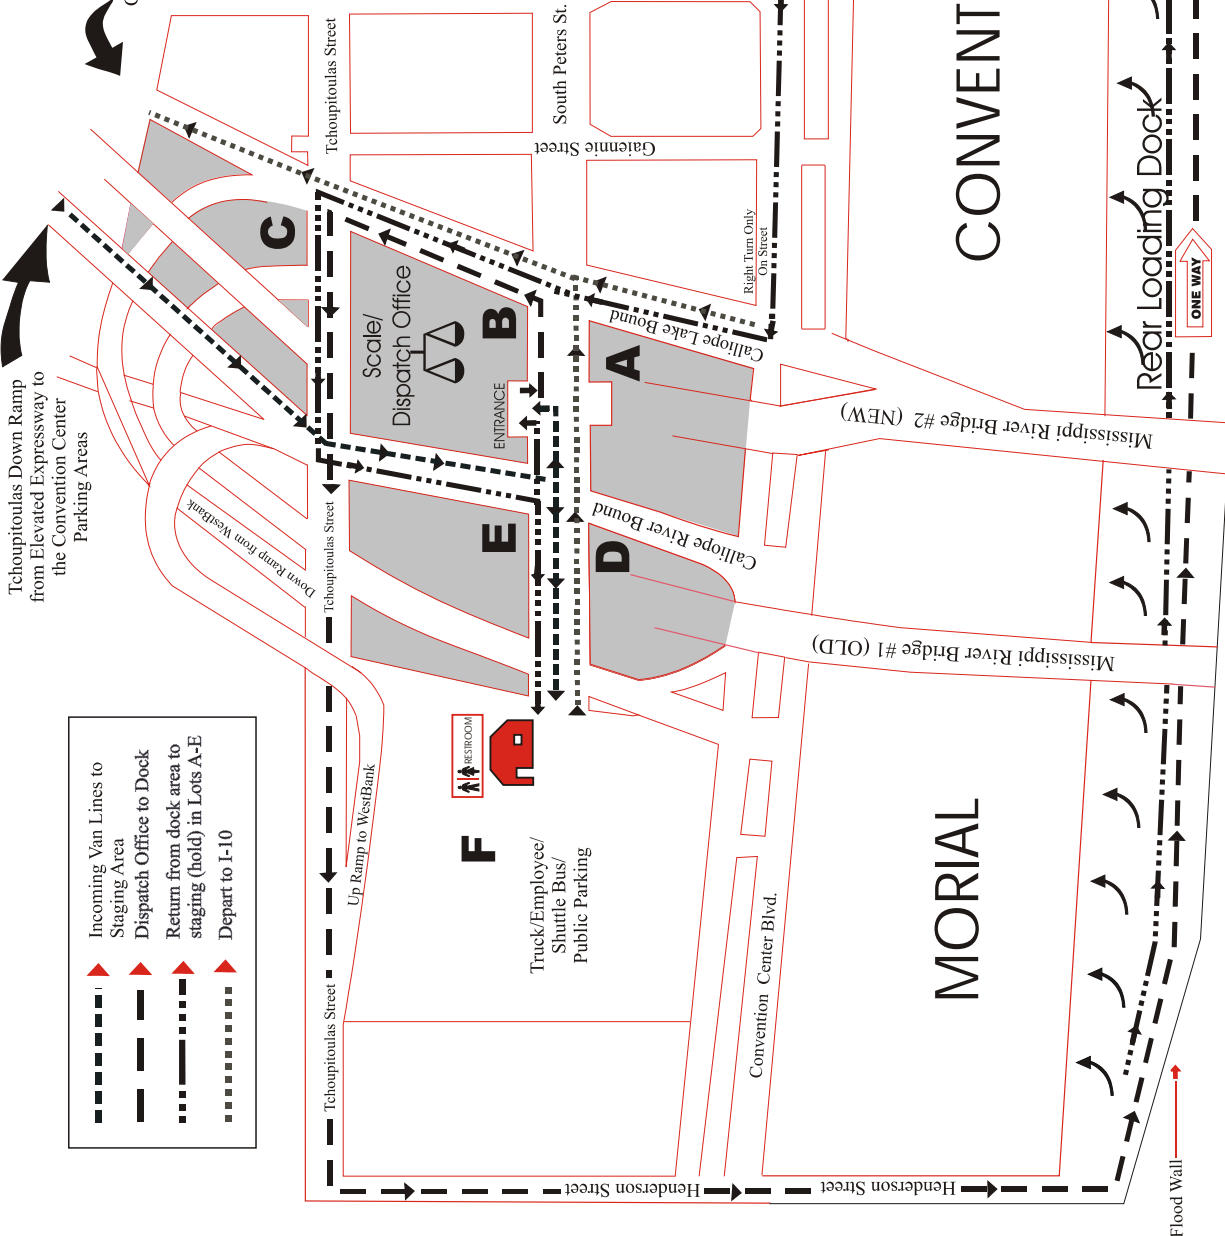 Tchoupitoulas Down Ramp
from Elevated Expressway to
the Convention Center
Parking Areas
Incoming Van Lines to
Staging Area
Dispatch Office to Dock
Return from dock area to
staging (hold) in Lots A-E
Depart to I-10
Tchoupitoulas Street
Tchoupitoulas Street
Tchoupitoulas Street
South Peters St.
Gaiennie Street
C
Scale/
Dispatch Office
B
ENTRANCE
A
Right Turn Only
On Street
Calliope Lake Bound
Calliope River Bound
E
D
Down Ramp from WestBank
Up Ramp to WestBank
RESTROOM
F
Truck/Employee/
Shuttle Bus/
Public Parking
Convention Center Blvd.
Mississippi River Bridge #2 (NEW)
Mississippi River Bridge #1 (OLD)
MORIAL
CONVENT
Rear Loading Dock
ONE WAY
Henderson Street
Henderson Street
Flood Wall